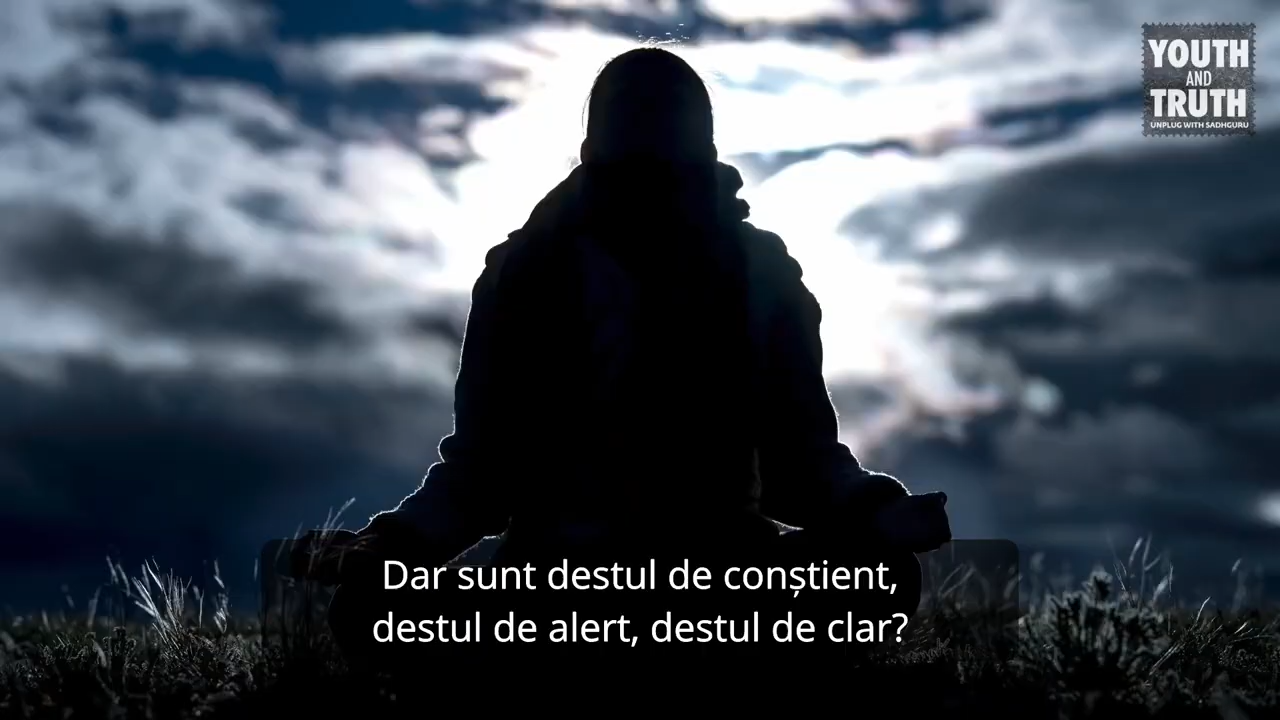 YOUTH
AND
TRUTH
UNPLUG WITH SADHGURU
Dar sunt destul de conștient,
destul de alert, destul de clar?